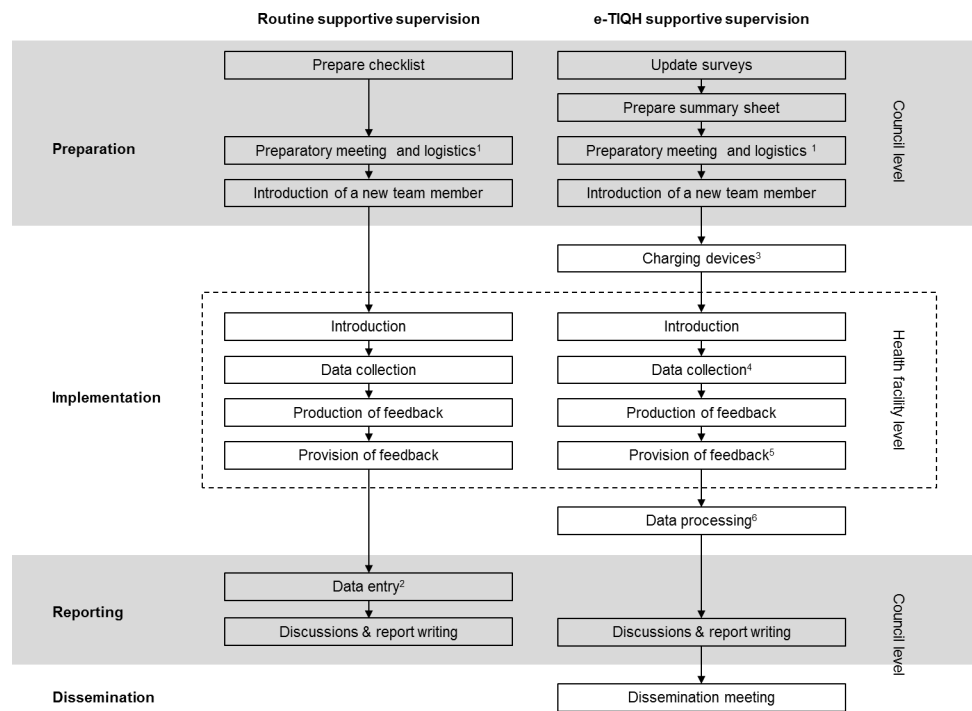 Routine supportive supervision
e-TIQH supportive supervision
Prepare checklist
Update surveys
Prepare summary sheet
Preparation
Preparatory meeting and logistics¹
Preparatory meeting and logistics ¹
Council level
Introduction of a new team member
Introduction of a new team member
Charging devices³
Introduction
Introduction
Data collection
Data collection⁴
Implementation
Production of feedback
Production of feedback
Health facility level
Provision of feedback
Provision of feedback⁵
Data processing⁶
Data entry²
Reporting
Discussions & report writing
Discussions & report writing
Council level
Dissemination
Dissemination meeting